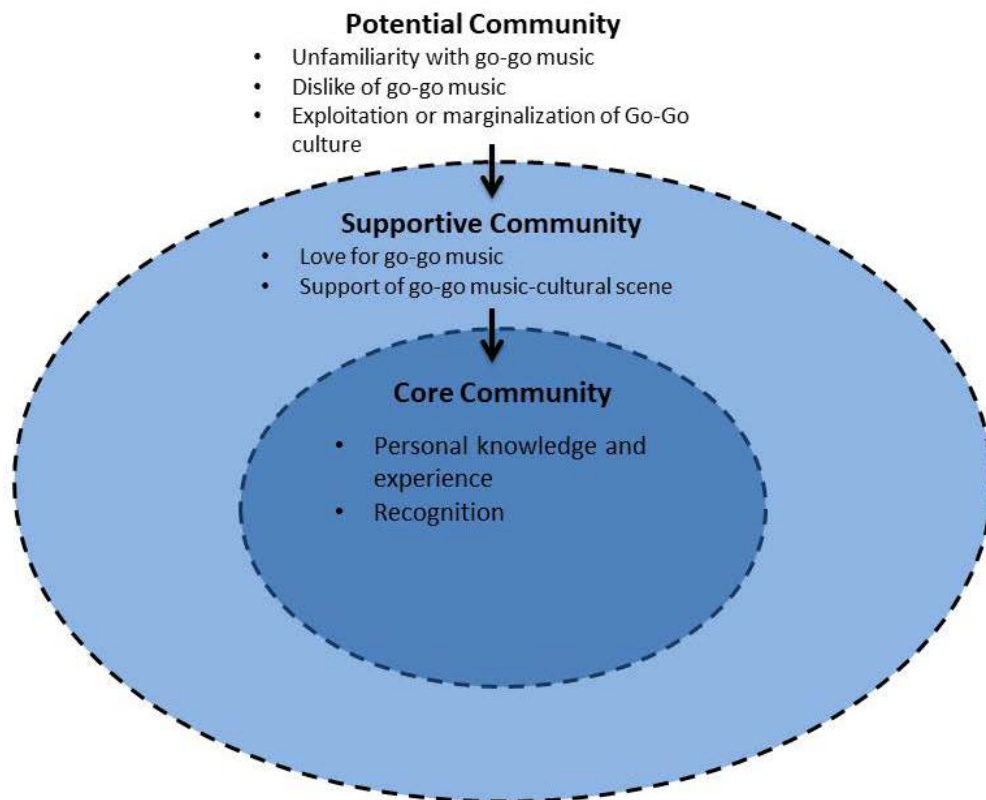 Potential Community
• Unfamiliarity with go-go music
• Dislike of go-go music
• Exploitation or marginalization of Go-Go
culture
Supportive Community
• Love for go-go music
• Support of go-go music-cultural scene
Core Community
• Personal knowledge and
experience
• Recognition